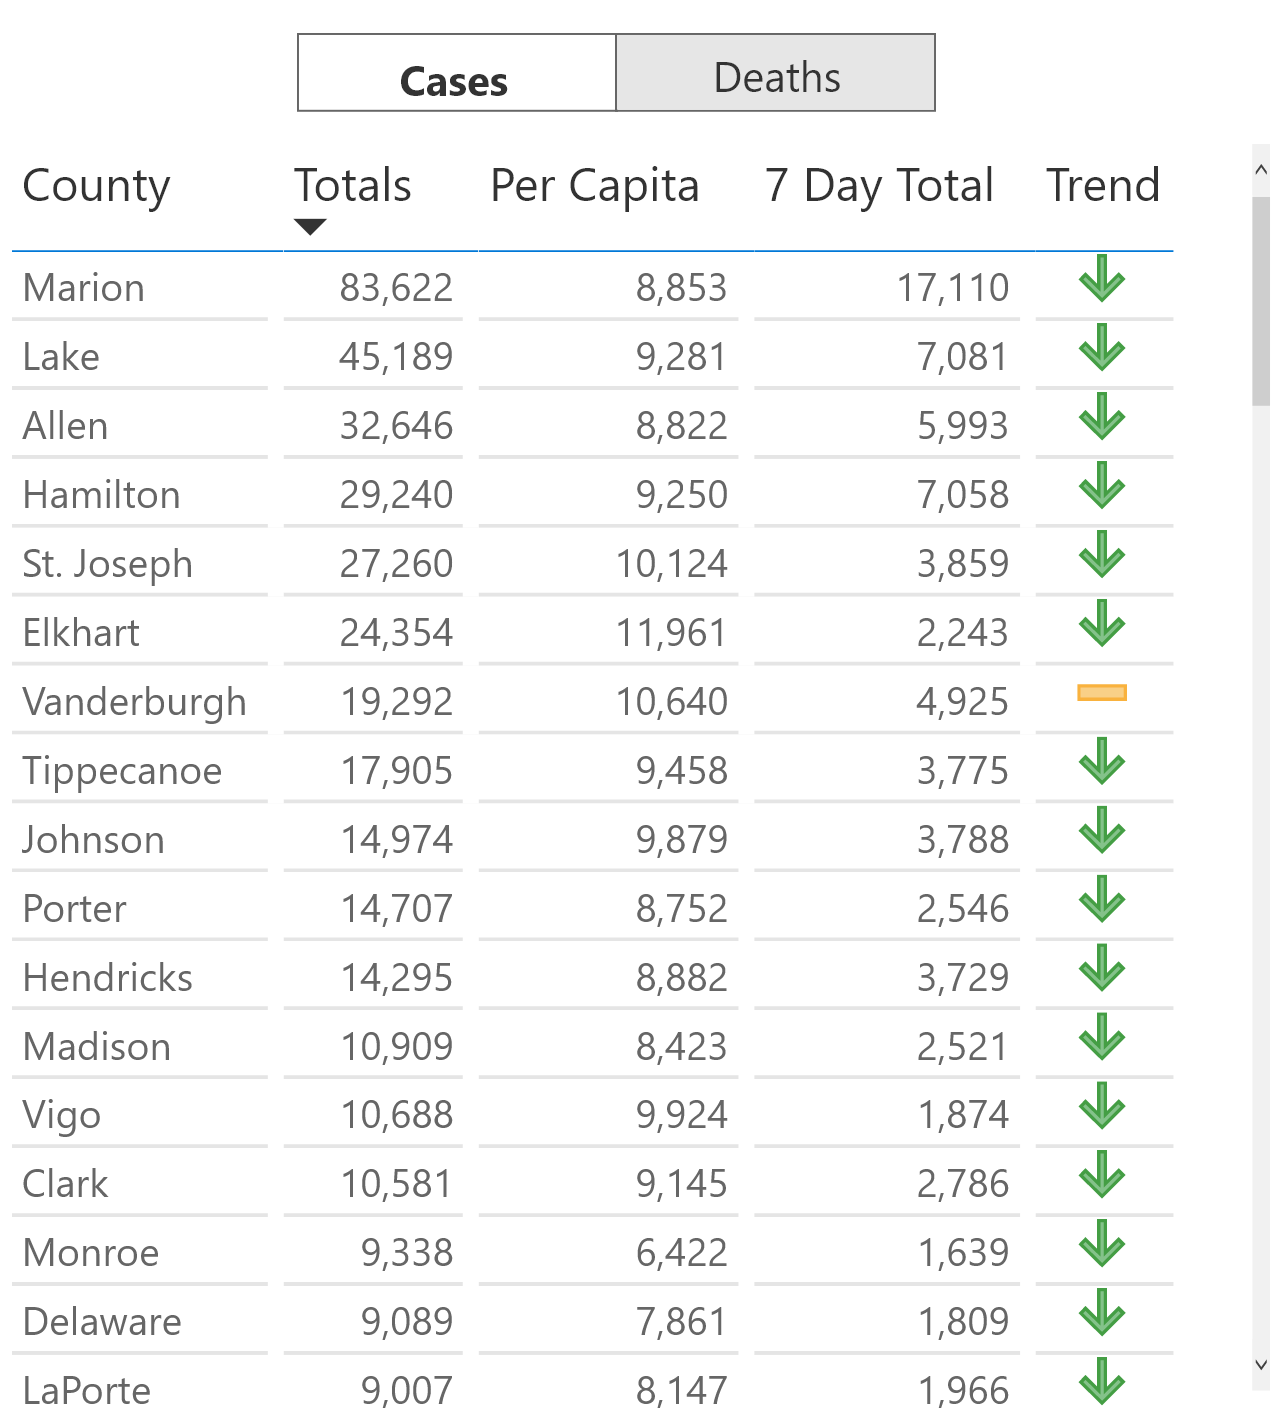 Cases Deaths
County Totals Per Capita 7 Day Total Trend
Marion 83,622 8,853 17,110
Lake 45,189 9,281 7,081
Allen 32,646 8,822 5,993
Hamilton 29,240 9,250 7,058
St. Joseph 27,260 10,124 3,859
Elkhart 24,354 11,961 2,243
Vanderburgh 19,292 10,640 4,925
Tippecanoe 17,905 9,458 3,775
Johnson 14,974 9,879 3,788
Porter 14,707 8,752 2,546
Hendricks 14,295 8,882 3,729
Madison 10,909 8,423 2,521
Vigo 10,688 9,924 1,874
Clark 10,581 9,145 2,786
Monroe 9,338 6,422 1,639
Delaware 9,089 7,861 1,809
LaPorte 9,007 8,147 1,966